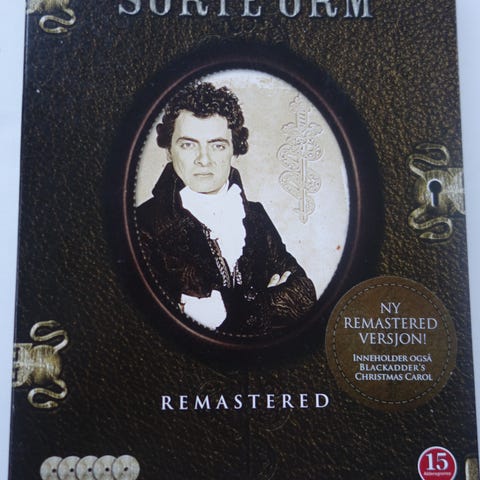 SORTE ORM
NY
REMASTERED
VERSJON!
INNEHOLDER OGSÅ
BLACKADDER'S
CHRISTMAS CAROL
REMASTERED
15